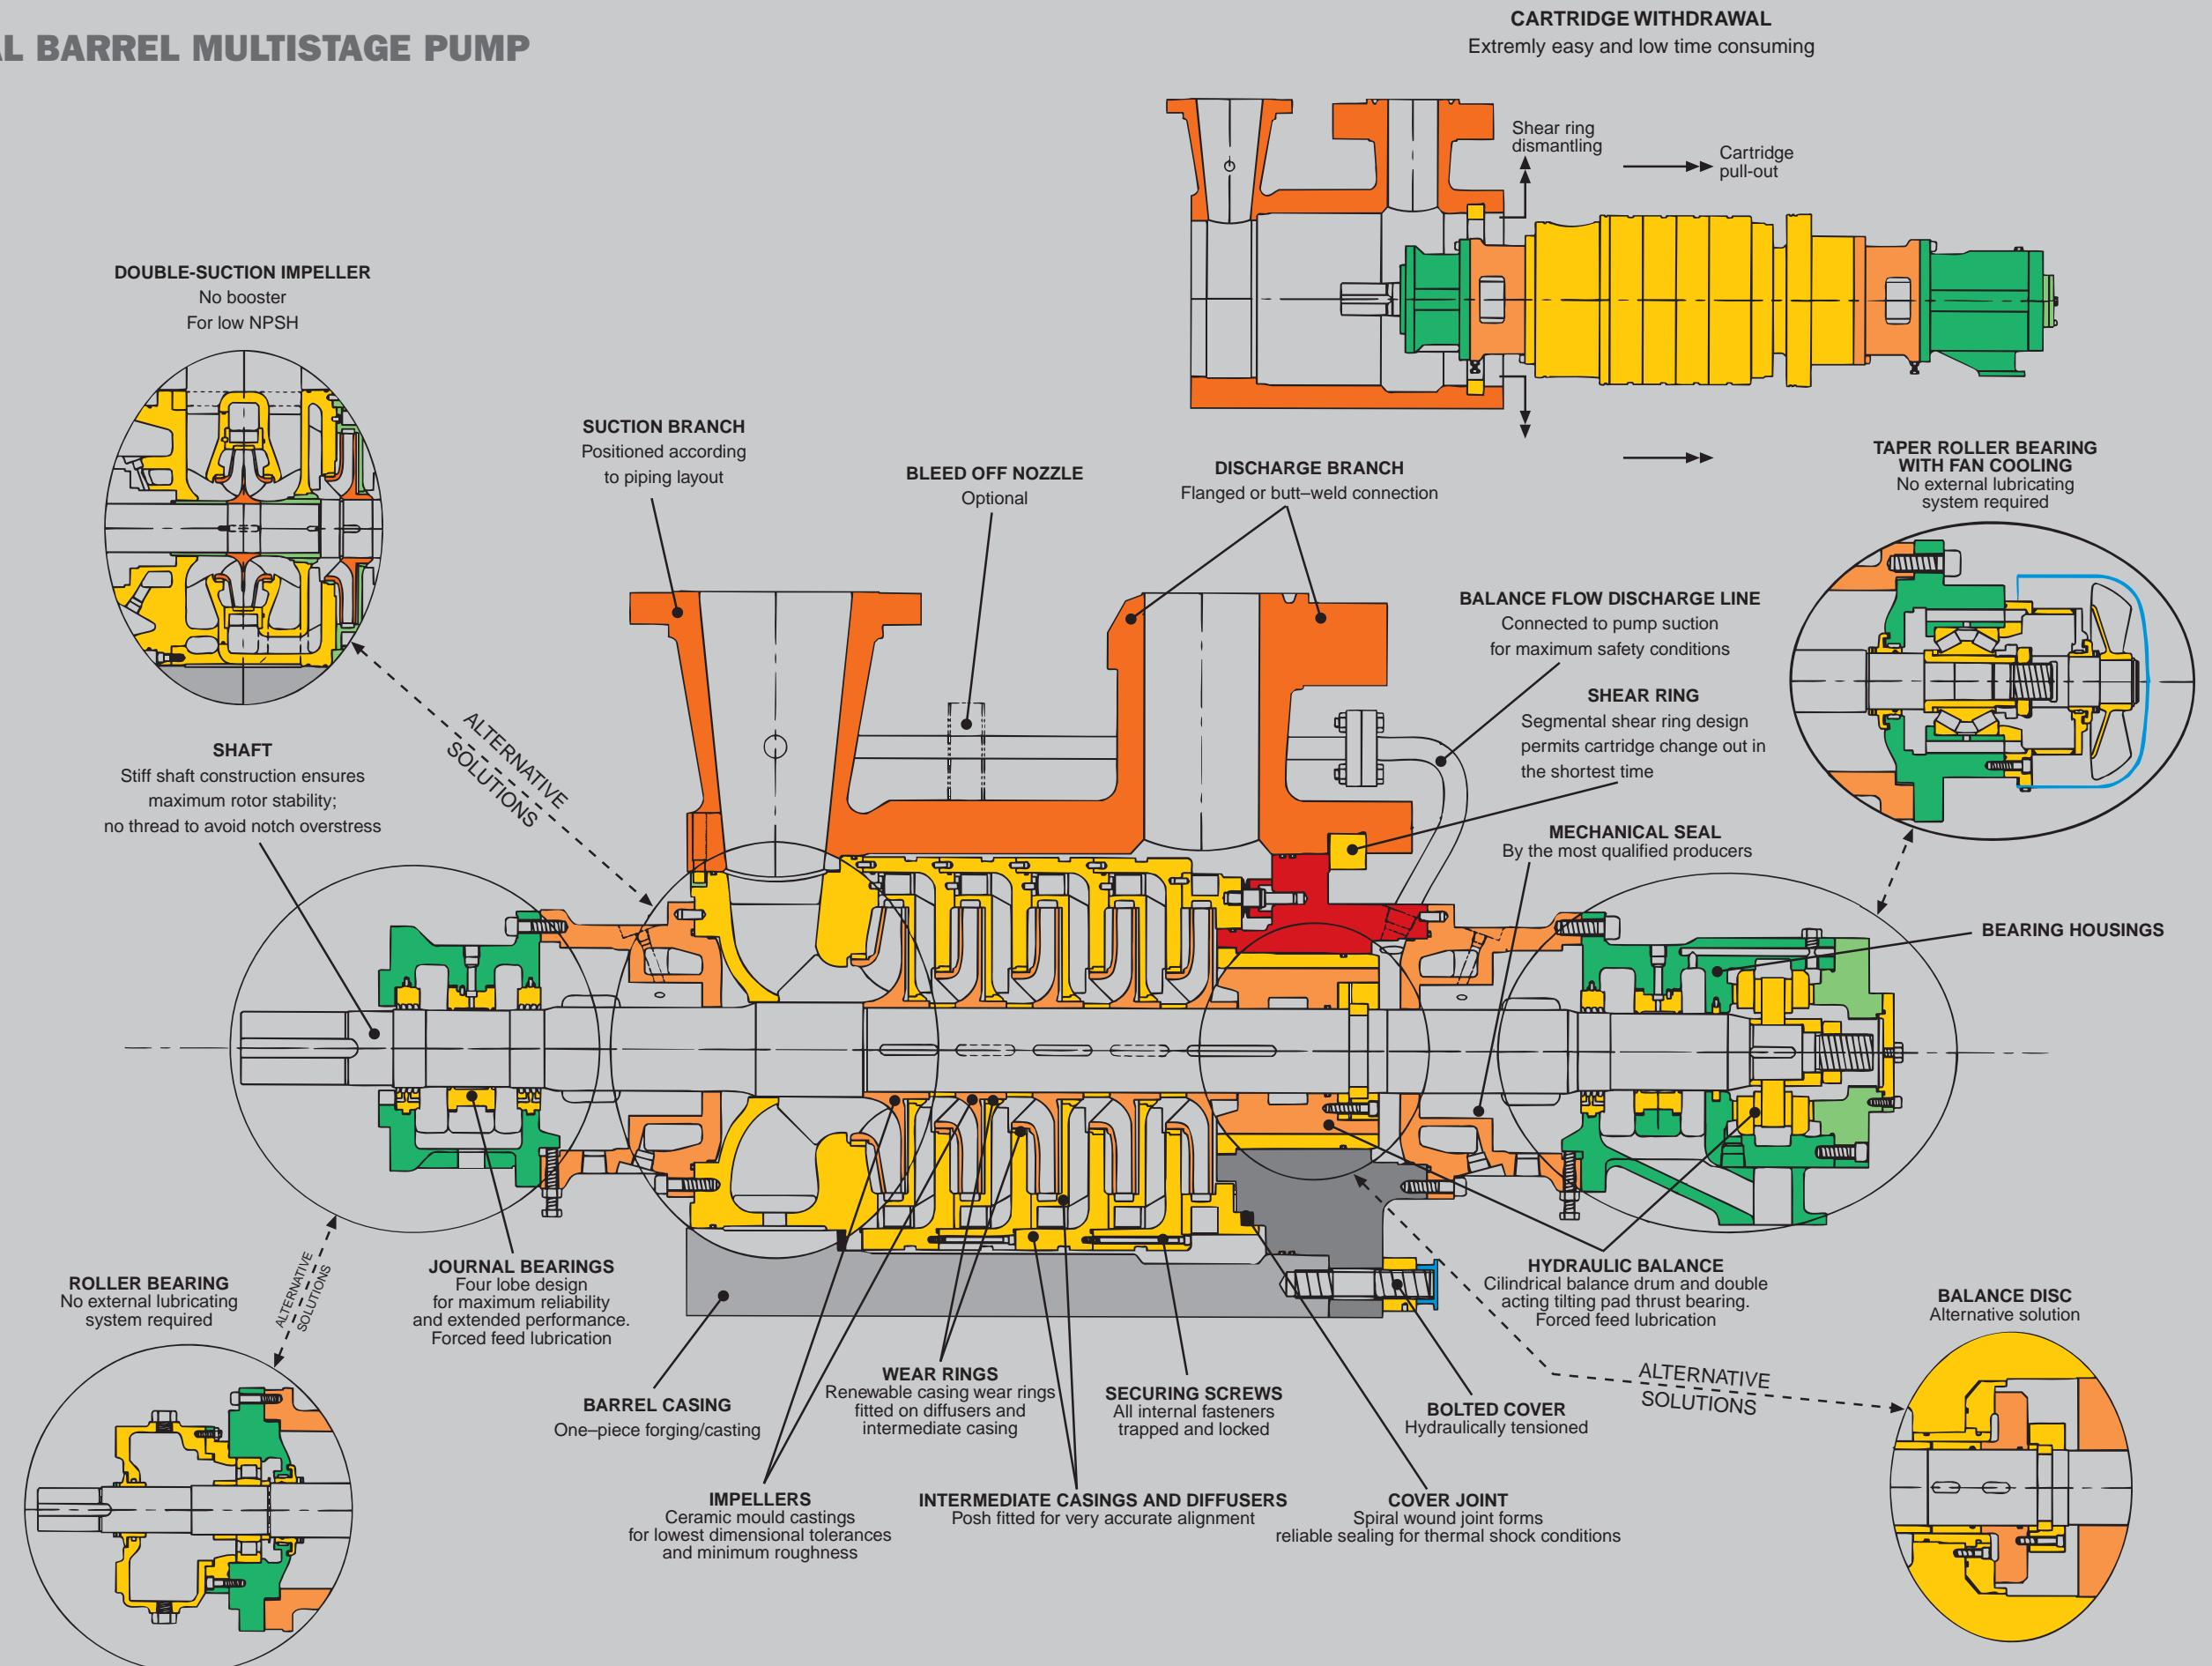 AL BARREL MULTISTAGE PUMP
CARTRIDGE WITHDRAWAL
Extremly easy and low time consuming
Shear ring
dismantling
Cartridge
pull-out
DOUBLE-SUCTION IMPELLER
No booster
For low NPSH
SUCTION BRANCH
Positioned according
to piping layout
BLEED OFF NOZZLE
Optional
DISCHARGE BRANCH
Flanged or butt–weld connection
TAPER ROLLER BEARING
WITH FAN COOLING
No external lubricating
system required
BALANCE FLOW DISCHARGE LINE
Connected to pump suction
for maximum safety conditions
SHEAR RING
Segmental shear ring design
permits cartridge change out in
the shortest time
ALTERNATIVE
SOLUTIONS
SHAFT
Stiff shaft construction ensures
maximum rotor stability;
no thread to avoid notch overstress
MECHANICAL SEAL
By the most qualified producers
BEARING HOUSINGS
ROLLER BEARING
No external lubricating
system required
ALTERNATIVE
SOLUTIONS
JOURNAL BEARINGS
Four lobe design
for maximum reliability
and extended performance.
Forced feed lubrication
HYDRAULIC BALANCE
Cilindrical balance drum and double
acting tilting pad thrust bearing.
Forced feed lubrication
BALANCE DISC
Alternative solution
BARREL CASING
One–piece forging/casting
WEAR RINGS
Renewable casing wear rings
fitted on diffusers and
intermediate casing
SECURING SCREWS
All internal fasteners
trapped and locked
BOLTED COVER
Hydraulically tensioned
ALTERNATIVE
SOLUTIONS
IMPELLERS
Ceramic mould castings
for lowest dimensional tolerances
and minimum roughness
INTERMEDIATE CASINGS AND DIFFUSERS
Posh fitted for very accurate alignment
COVER JOINT
Spiral wound joint forms
reliable sealing for thermal shock conditions